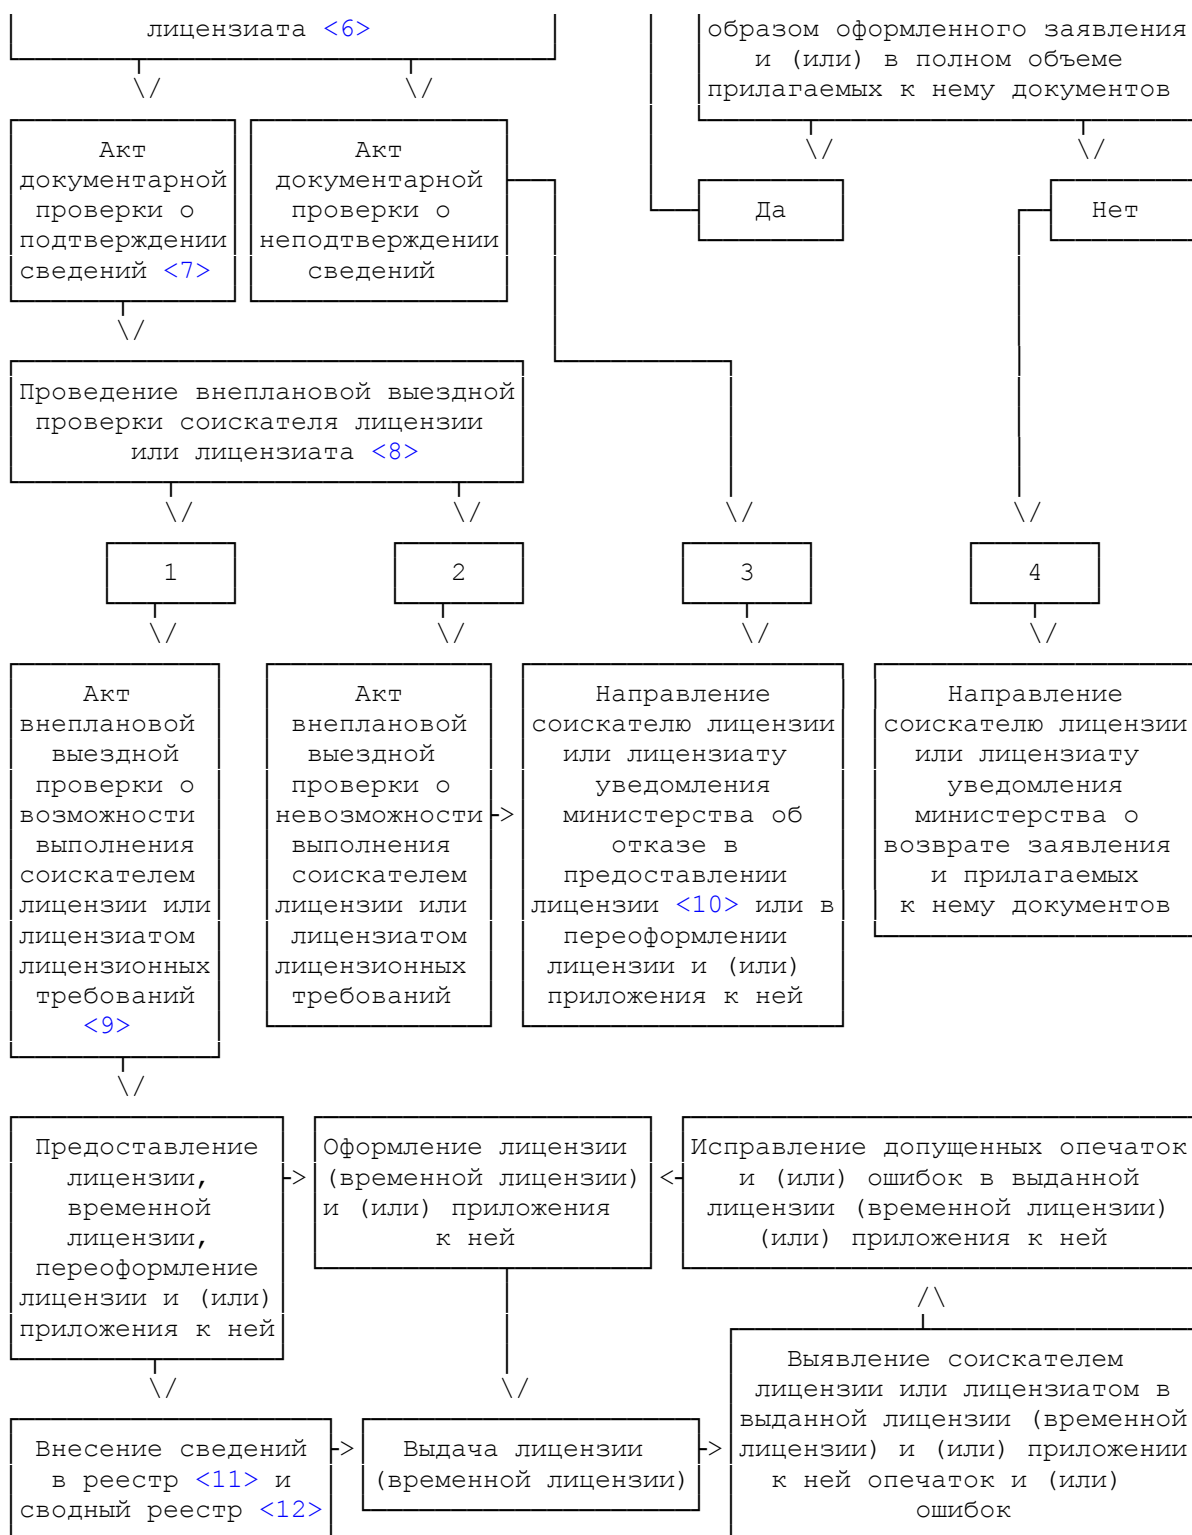 лицензиата <6>
образом оформленного заявления
и (или) в полном объеме
прилагаемых к нему документов
Акт
документарной
проверки о
подтверждении
сведений <7>
Акт
документарной
проверки о
неподтверждении
сведений
Да
Нет
Проведение внеплановой выездной
проверки соискателя лицензии
или лицензиата <8>
1
2
3
4
Акт
внеплановой
выездной
проверки о
возможности
выполнения
соискателем
лицензии или
лицензиатом
лицензионных
требований
<9>
Акт
внеплановой
выездной
проверки о
невозможности
выполнения
соискателем
лицензии или
лицензиатом
лицензионных
требований
Направление
соискателю лицензии
или лицензиату
уведомления
министерства об
отказе в
предоставлении
лицензии <10> или в
переоформлении
лицензии и (или)
приложения к ней
Направление
соискателю лицензии
или лицензиату
уведомления
министерства о
возврате заявления
и прилагаемых
к нему документов
Предоставление
лицензии,
временной
лицензии,
переоформление
лицензии и (или)
приложения к ней
Оформление лицензии
(временной лицензии)
и (или) приложения
к ней
Исправление допущенных опечаток
и (или) ошибок в выданной
лицензии (временной лицензии)
(или) приложения к ней
Внесение сведений
в реестр <11> и
сводный реестр <12>
Выдача лицензии
(временной лицензии)
Выявление соискателем
лицензии или лицензиатом в
выданной лицензии (временной
лицензии) и (или) приложении
к ней опечаток и (или)
ошибок